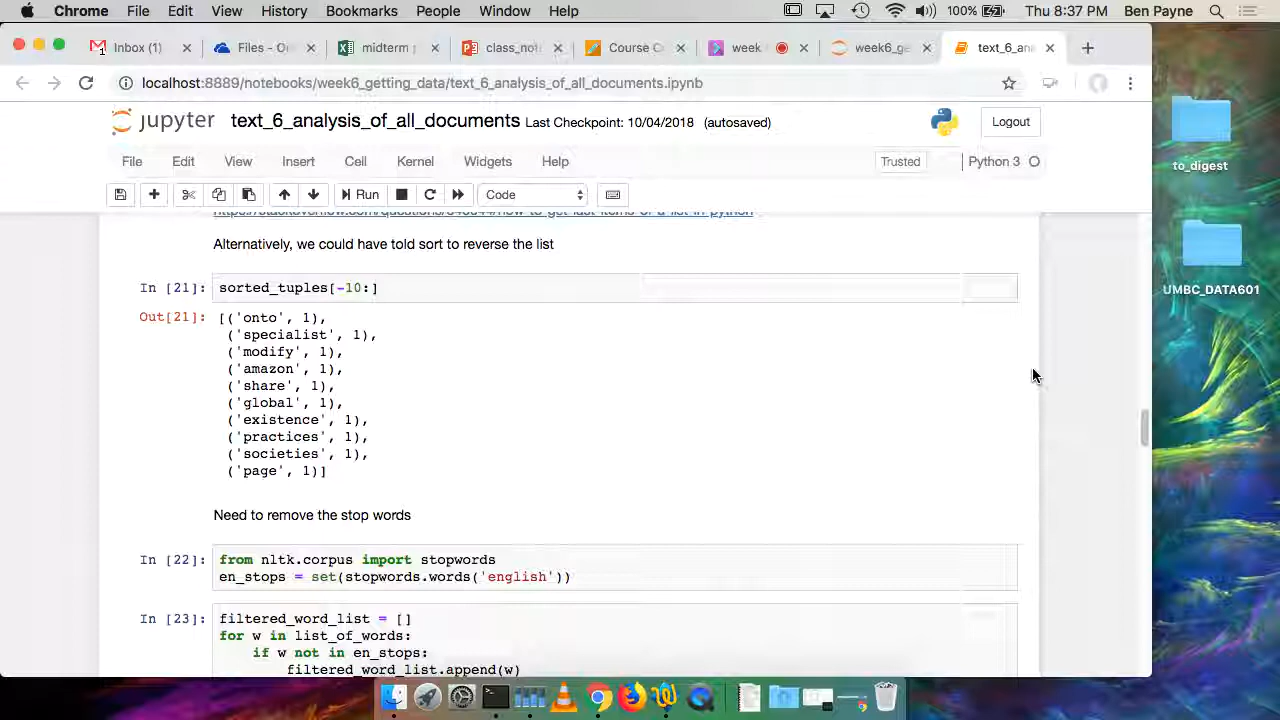 Chrome File Edit View History Bookmarks People Window Help 100% Thu 8:37 PM Ben Payne
Inbox (1) Files - O midterm class_not Course C week week6_ge text_6_ana
localhost:8889/notebooks/week6_getting_data/text_6_analysis_of_all_documents.ipynb
jupyter text_6_analysis_of_all_documents Last Checkpoint: 10/04/2018 (autosaved) Logout
File Edit View Insert Cell Kernel Widgets Help Trusted Python 3
Run Code
Alternatively, we could have told sort to reverse the list
In [21]: sorted_tuples[-10:]
Out[21]: [('onto', 1),
('specialist', 1),
('modify', 1),
('amazon', 1),
('share', 1),
('global', 1),
('existence', 1),
('practices', 1),
('societies', 1),
('page', 1)]
Need to remove the stop words
In [22]: from nltk.corpus import stopwords
en_stops = set(stopwords.words('english'))
In [23]: filtered_word_list = []
for w in list_of_words:
if w not in en_stops:
filtered_word_list.append(w)
to_digest
UMBC_DATA601